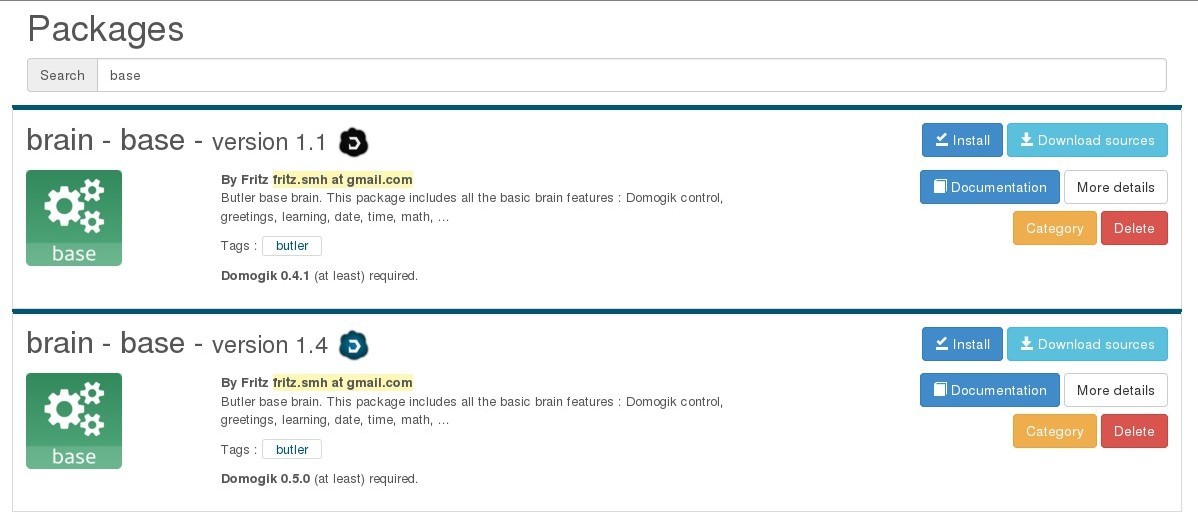 Packages
Search base
brain - base - version 1.1
Install Download sources
By Fritz fritz.smh at gmail.com
Documentation More details
Butler base brain. This package includes all the basic brain features : Domogik control,
greetings, learning, date, time, math, ...
Category Delete
Tags : butler
base
Domogik 0.4.1 (at least) required.
brain - base - version 1.4
Install Download sources
By Fritz fritz.smh at gmail.com
Documentation More details
Butler base brain. This package includes all the basic brain features : Domogik control,
greetings, learning, date, time, math, ...
Category Delete
Tags : butler
base
Domogik 0.5.0 (at least) required.